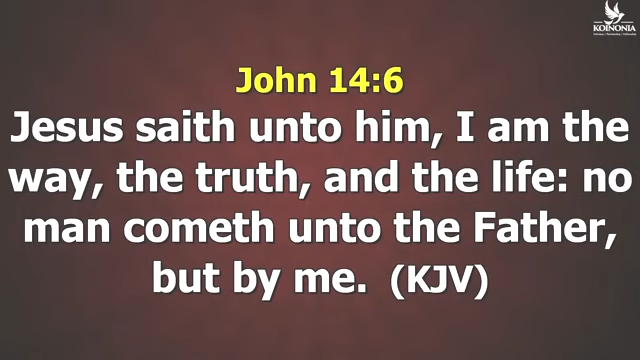 KOINONIA
John 14:6
Jesus saith unto him, I am the
way, the truth, and the life: no
man cometh unto the Father,
but by me. (KJV)